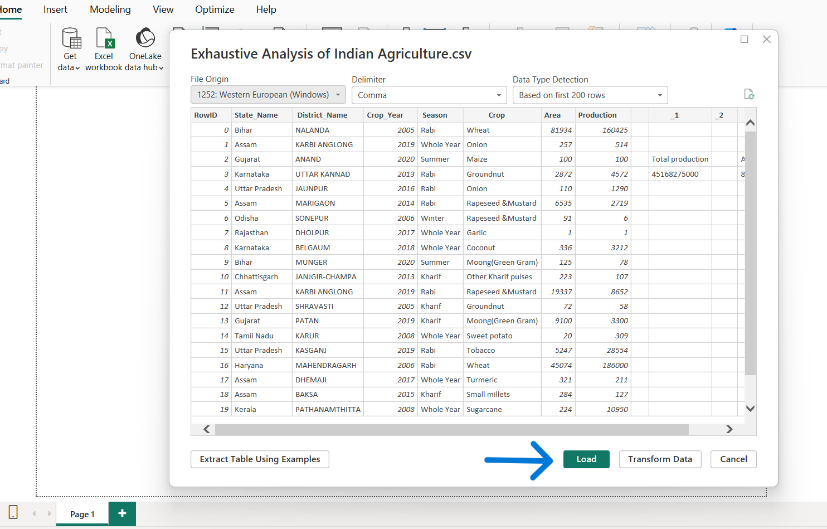 Home Insert Modeling View Optimize Help
py
mat painter
ard
Get data
Excel workbook
OneLake data hub
Exhaustive Analysis of Indian Agriculture.csv
File Origin Delimiter Data Type Detection
1252: Western European (Windows) Comma Based on first 200 rows
RowID State_Name District_Name Crop_Year Season Crop Area Production _1 _2
0 Bihar NALANDA 2005 Rabi Wheat 81934 160425
1 Assam KARBI ANGLONG 2019 Whole Year Onion 257 514
2 Gujarat ANAND 2020 Summer Maize 100 100 Total production A
3 Karnataka UTTAR KANNAD 2013 Rabi Groundnut 2872 4572 45168275000 8
4 Uttar Pradesh JAUNPUR 2016 Rabi Onion 110 1290
5 Assam MARIGAON 2014 Rabi Rapeseed &Mustard 6535 2719
6 Odisha SONEPUR 2006 Winter Rapeseed &Mustard 91 6
7 Rajasthan DHOLPUR 2017 Whole Year Garlic 1 1
8 Karnataka BELGAUM 2018 Whole Year Coconut 336 3212
9 Bihar MUNGER 2020 Summer Moong(Green Gram) 125 78
10 Chhattisgarh JANJGIR-CHAMPA 2013 Kharif Other Kharif pulses 223 107
11 Assam KARBI ANGLONG 2019 Rabi Rapeseed &Mustard 19337 8652
12 Uttar Pradesh SHRAVASTI 2005 Kharif Groundnut 72 58
13 Gujarat PATAN 2019 Kharif Moong(Green Gram) 9100 3300
14 Tamil Nadu KARUR 2008 Whole Year Sweet potato 20 309
15 Uttar Pradesh KASGANJ 2019 Rabi Tobacco 5247 28554
16 Haryana MAHENDRAGARH 2006 Rabi Wheat 45074 186000
17 Assam DHEMAJI 2017 Whole Year Turmeric 321 211
18 Assam BAKSA 2015 Kharif Small millets 284 127
19 Kerala PATHANAMTHITTA 2008 Whole Year Sugarcane 224 10950
Extract Table Using Examples Load Transform Data Cancel
Page 1 +